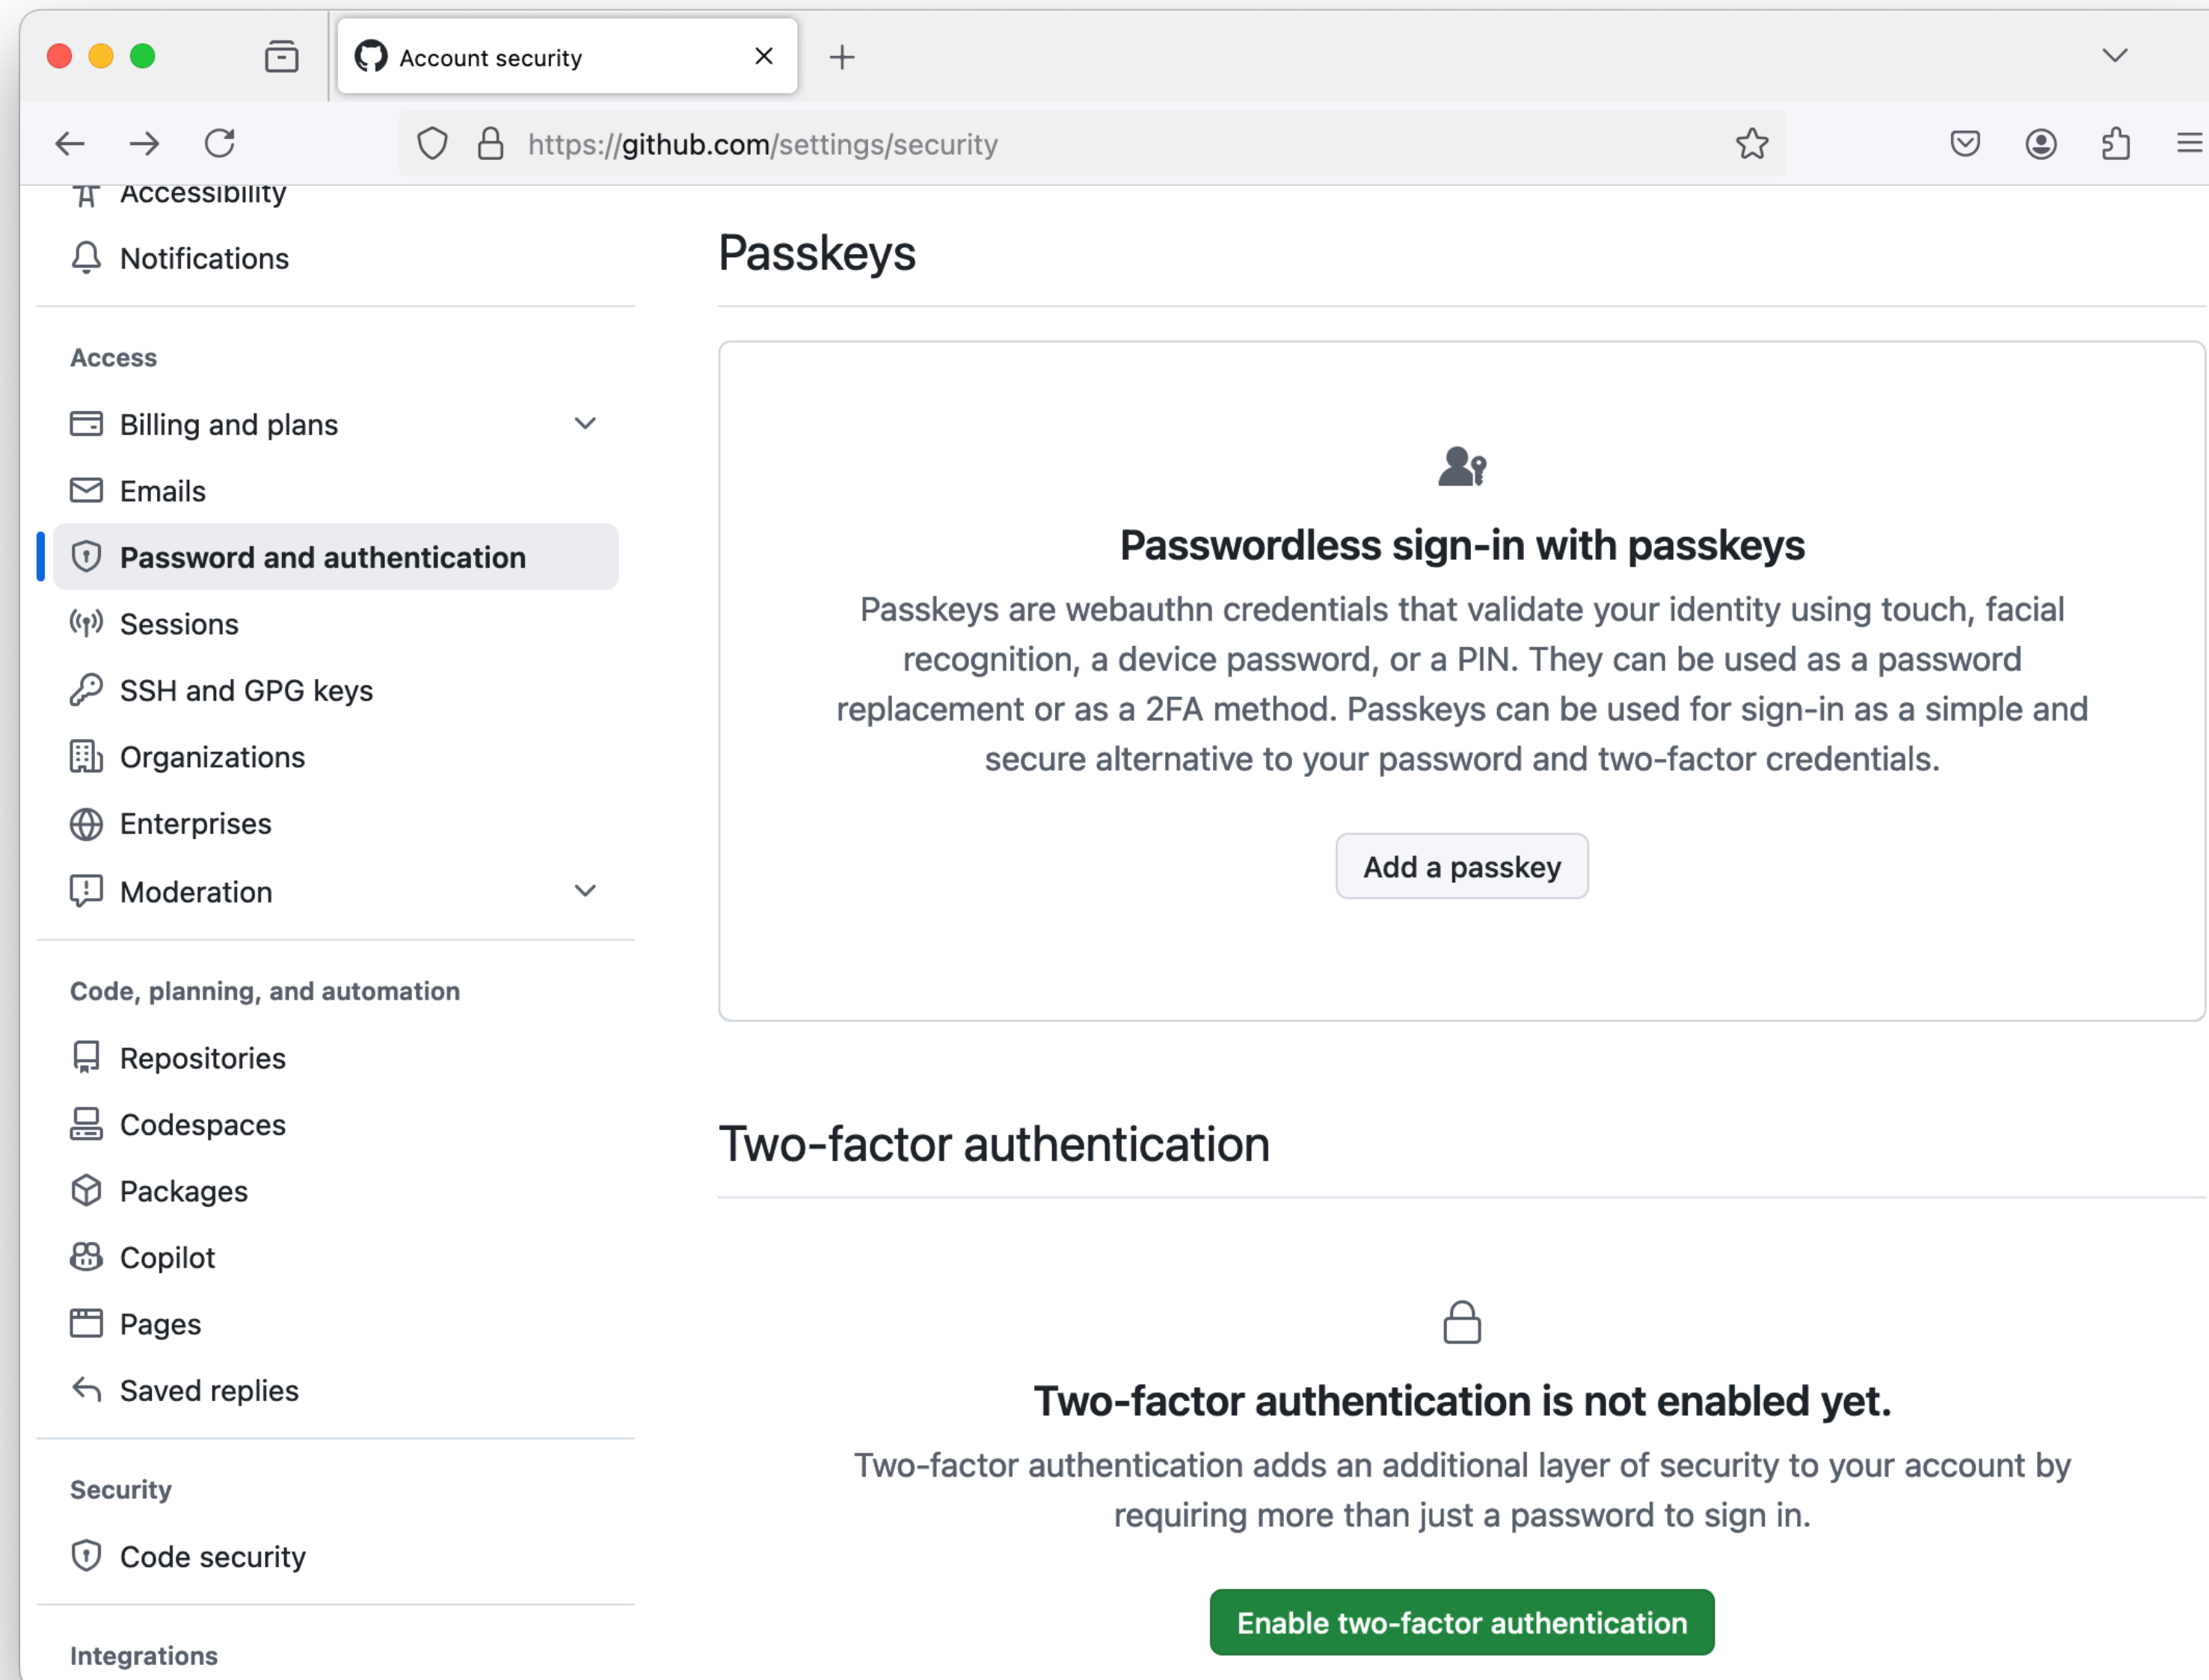 Account security
https://github.com/settings/security
Accessibility
Notifications
Access
Billing and plans
Emails
Password and authentication
Sessions
SSH and GPG keys
Organizations
Enterprises
Moderation
Code, planning, and automation
Repositories
Codespaces
Packages
Copilot
Pages
Saved replies
Security
Code security
Integrations
Passkeys
Passwordless sign-in with passkeys
Passkeys are webauthn credentials that validate your identity using touch, facial
recognition, a device password, or a PIN. They can be used as a password
replacement or as a 2FA method. Passkeys can be used for sign-in as a simple and
secure alternative to your password and two-factor credentials.
Add a passkey
Two-factor authentication
Two-factor authentication is not enabled yet.
Two-factor authentication adds an additional layer of security to your account by
requiring more than just a password to sign in.
Enable two-factor authentication